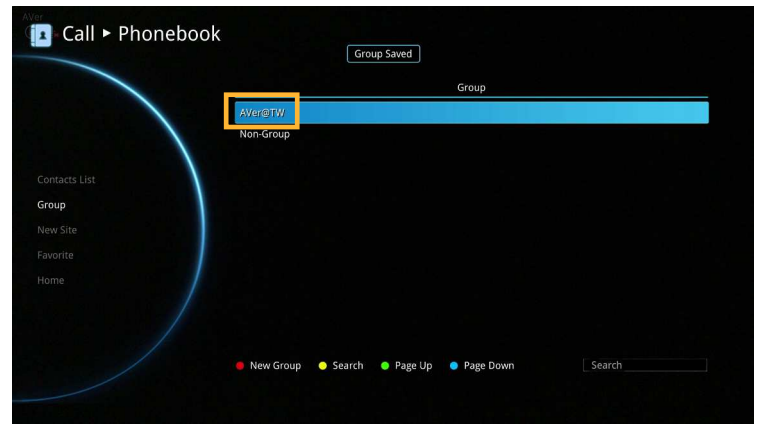 AVer
Call ▸ Phonebook
Group Saved
Group
AVer@TW
Non-Group
Contacts List
Group
New Site
Favorite
Home
New Group Search Page Up Page Down Search